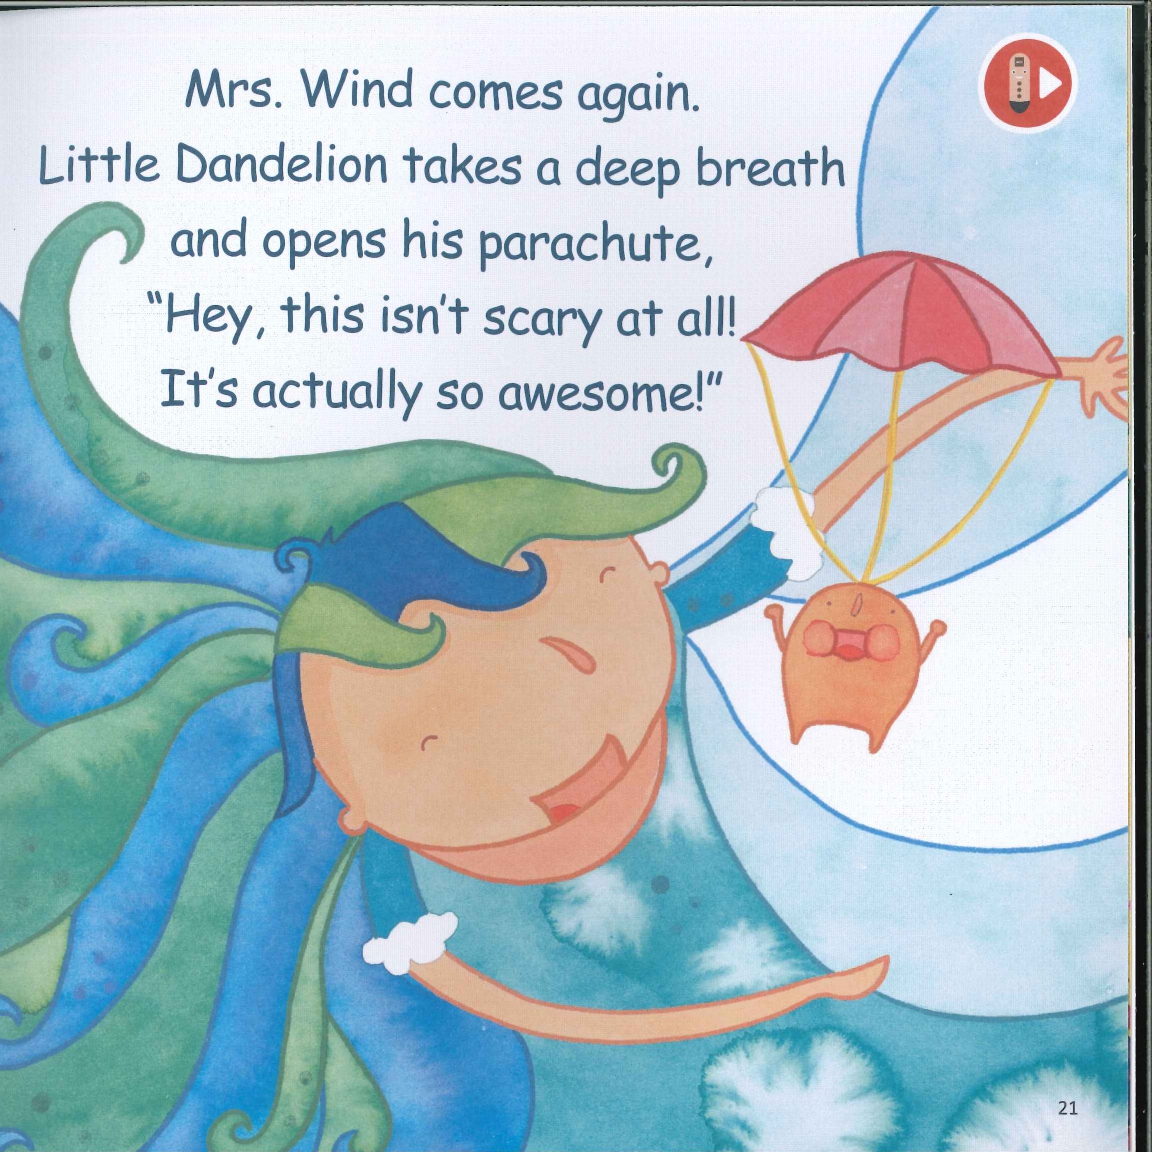 Mrs. Wind comes again.
Little Dandelion takes a deep breath
and opens his parachute,
“Hey, this isn’t scary at all!
It’s actually so awesome!”
21